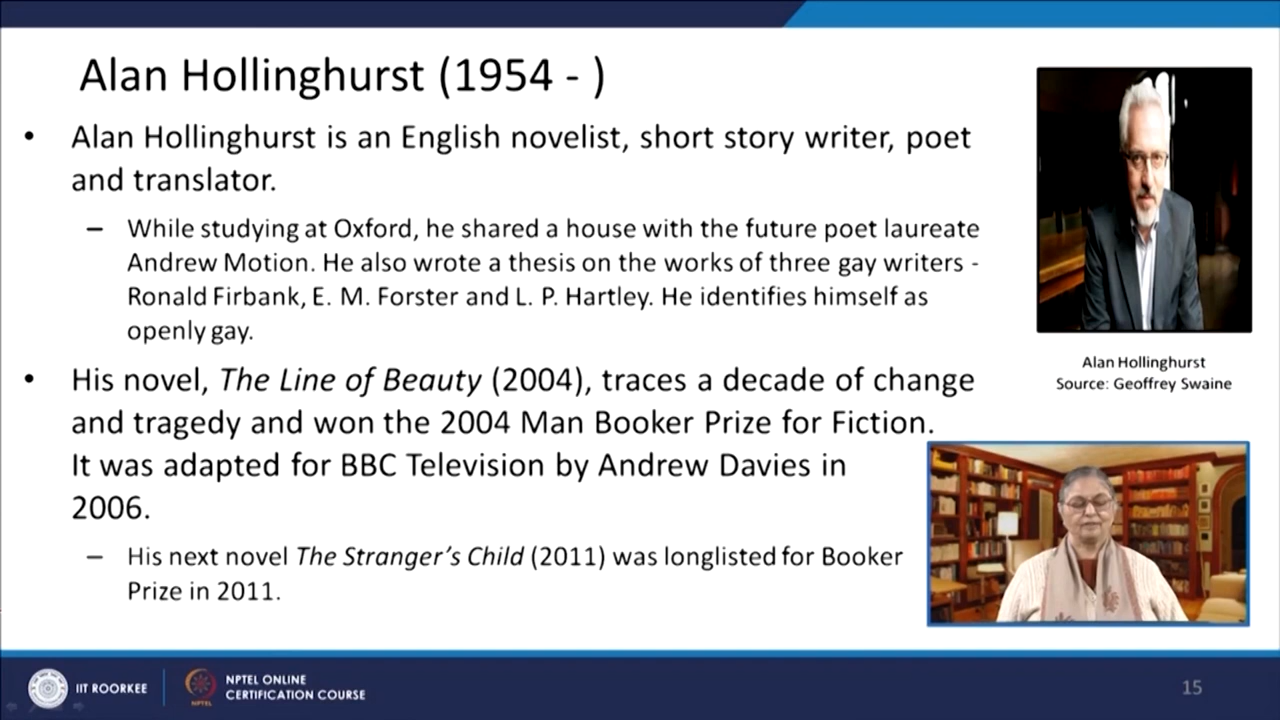 Alan Hollinghurst (1954 - )
• Alan Hollinghurst is an English novelist, short story writer, poet
and translator.
– While studying at Oxford, he shared a house with the future poet laureate
Andrew Motion. He also wrote a thesis on the works of three gay writers -
Ronald Firbank, E. M. Forster and L. P. Hartley. He identifies himself as
openly gay.
• His novel, The Line of Beauty (2004), traces a decade of change
and tragedy and won the 2004 Man Booker Prize for Fiction.
It was adapted for BBC Television by Andrew Davies in
2006.
– His next novel The Stranger’s Child (2011) was longlisted for Booker
Prize in 2011.
Alan Hollinghurst
Source: Geoffrey Swaine
IIT ROORKEE
NPTEL
NPTEL ONLINE
CERTIFICATION COURSE
15